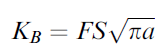 K_B = FS√πa